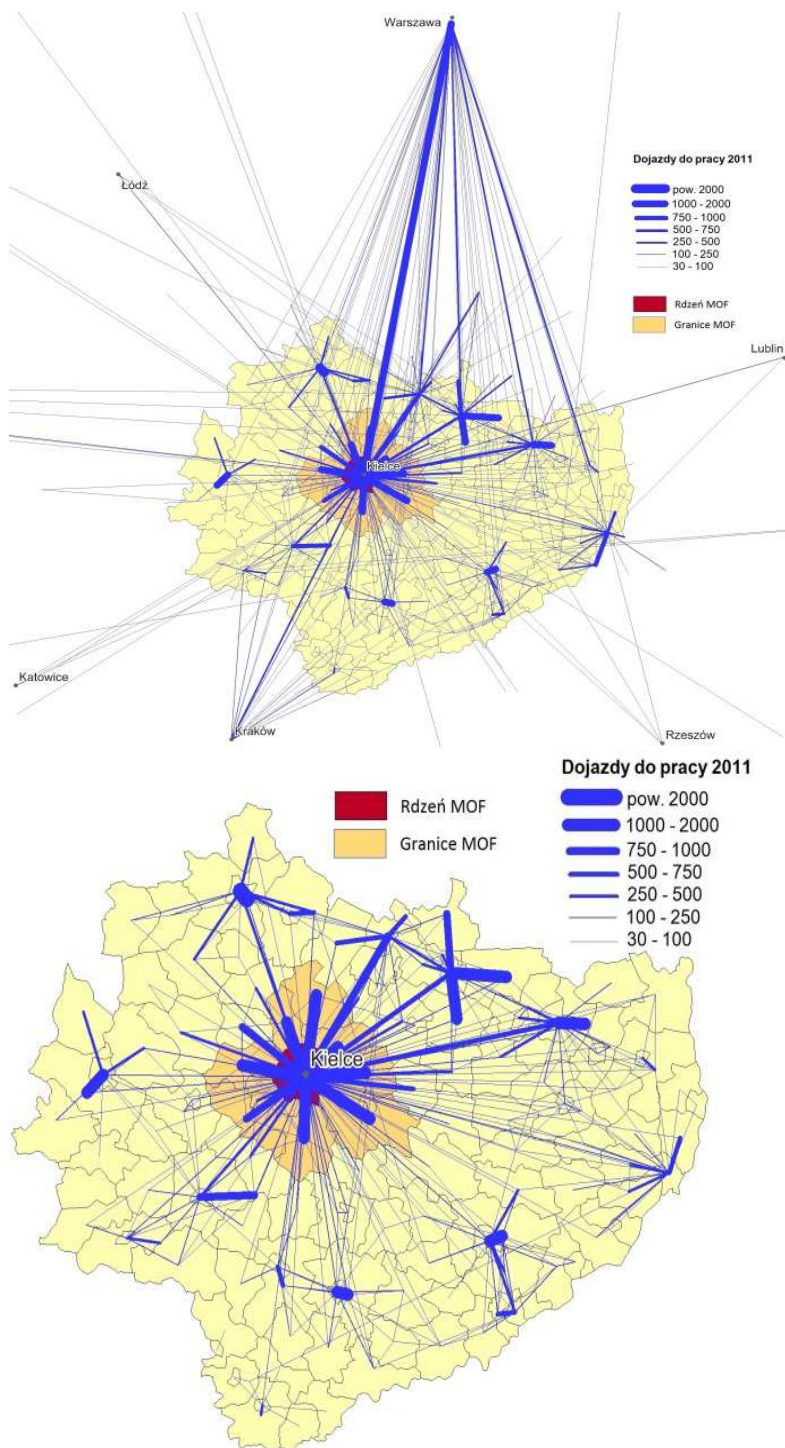 Warszawa
Dojazdy do pracy 2011
pow. 2000
1000 - 2000
750 - 1000
500 - 750
250 - 500
100 - 250
30 - 100
Łódź
Rdzeń MOF
Granice MOF
Lublin
Kielce
Katowice
Kraków
Rzeszów
Dojazdy do pracy 2011
Rdzeń MOF
Granice MOF
pow. 2000
1000 - 2000
750 - 1000
500 - 750
250 - 500
100 - 250
30 - 100
Kielce